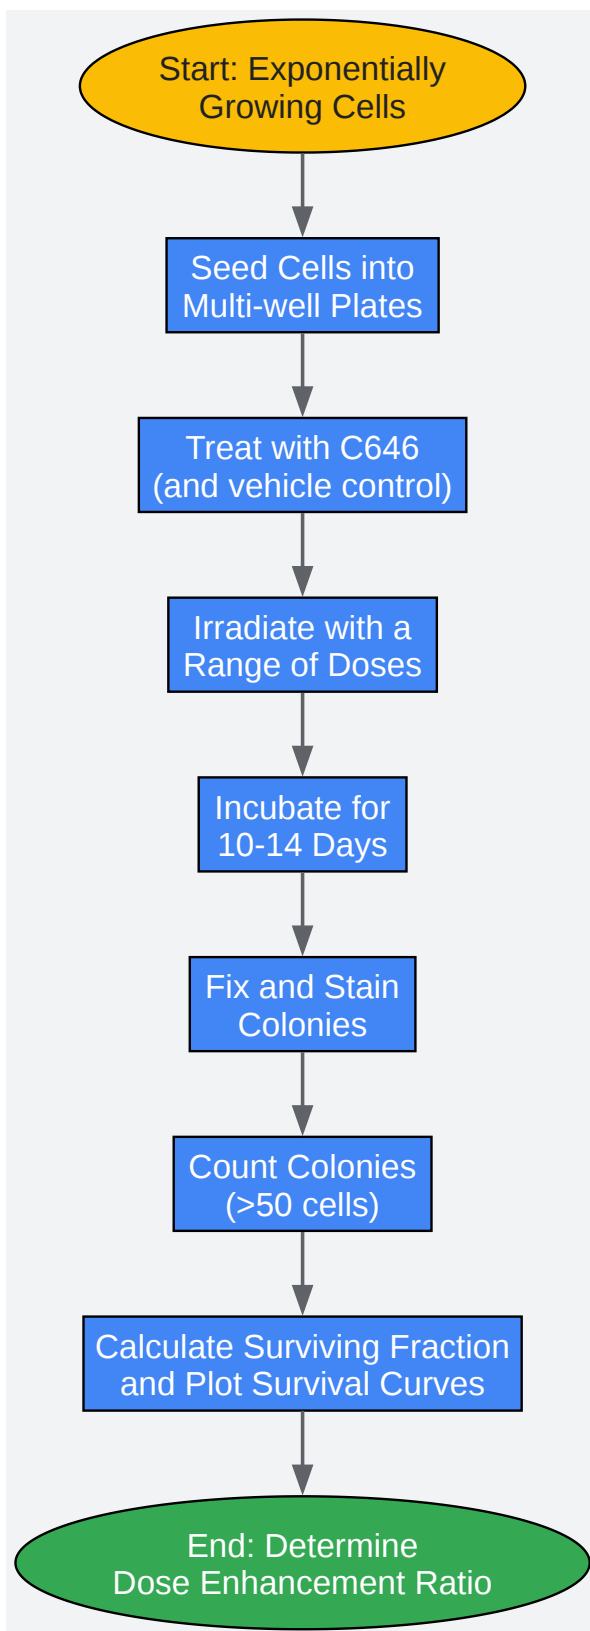 Start: Exponentially
Growing Cells
Seed Cells into
Multi-well Plates
Treat with C646
(and vehicle control)
Irradiate with a
Range of Doses
Incubate for
10-14 Days
Fix and Stain
Colonies
Count Colonies
(>50 cells)
Calculate Surviving Fraction
and Plot Survival Curves
End: Determine
Dose Enhancement Ratio